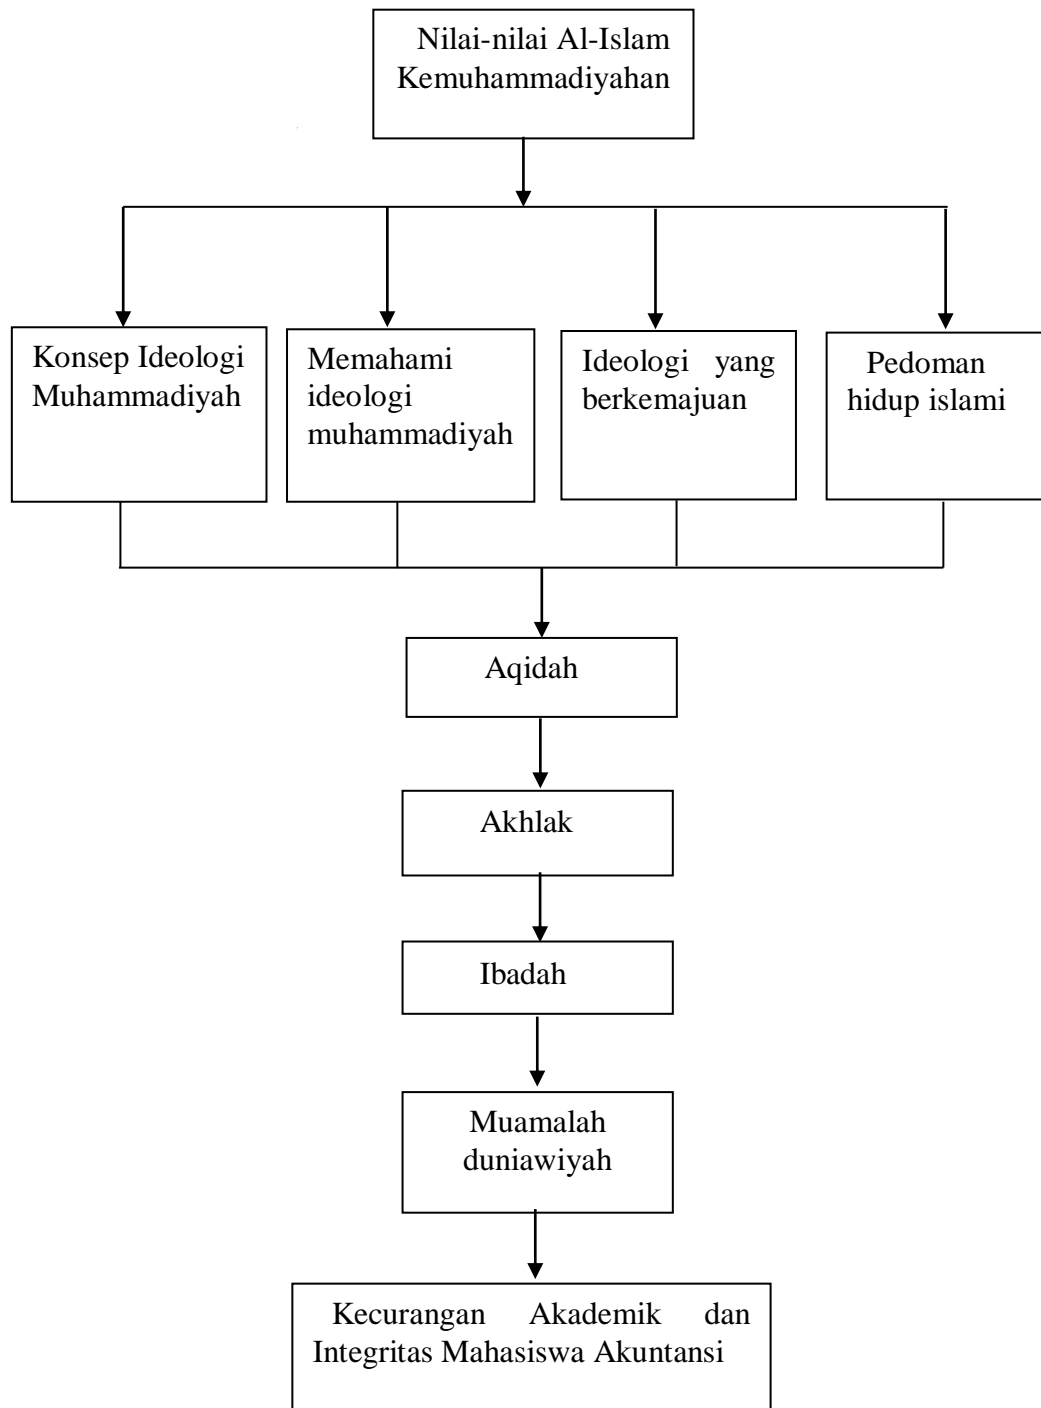 Nilai-nilai Al-Islam
Kemuhammadiyahan
Konsep Ideologi
Muhammadiyah
Memahami
ideologi
muhammadiyah
Ideologi yang
berkemajuan
Pedoman
hidup islami
Aqidah
Akhlak
Ibadah
Muamalah
duniawiyah
Kecurangan Akademik dan
Integritas Mahasiswa Akuntansi